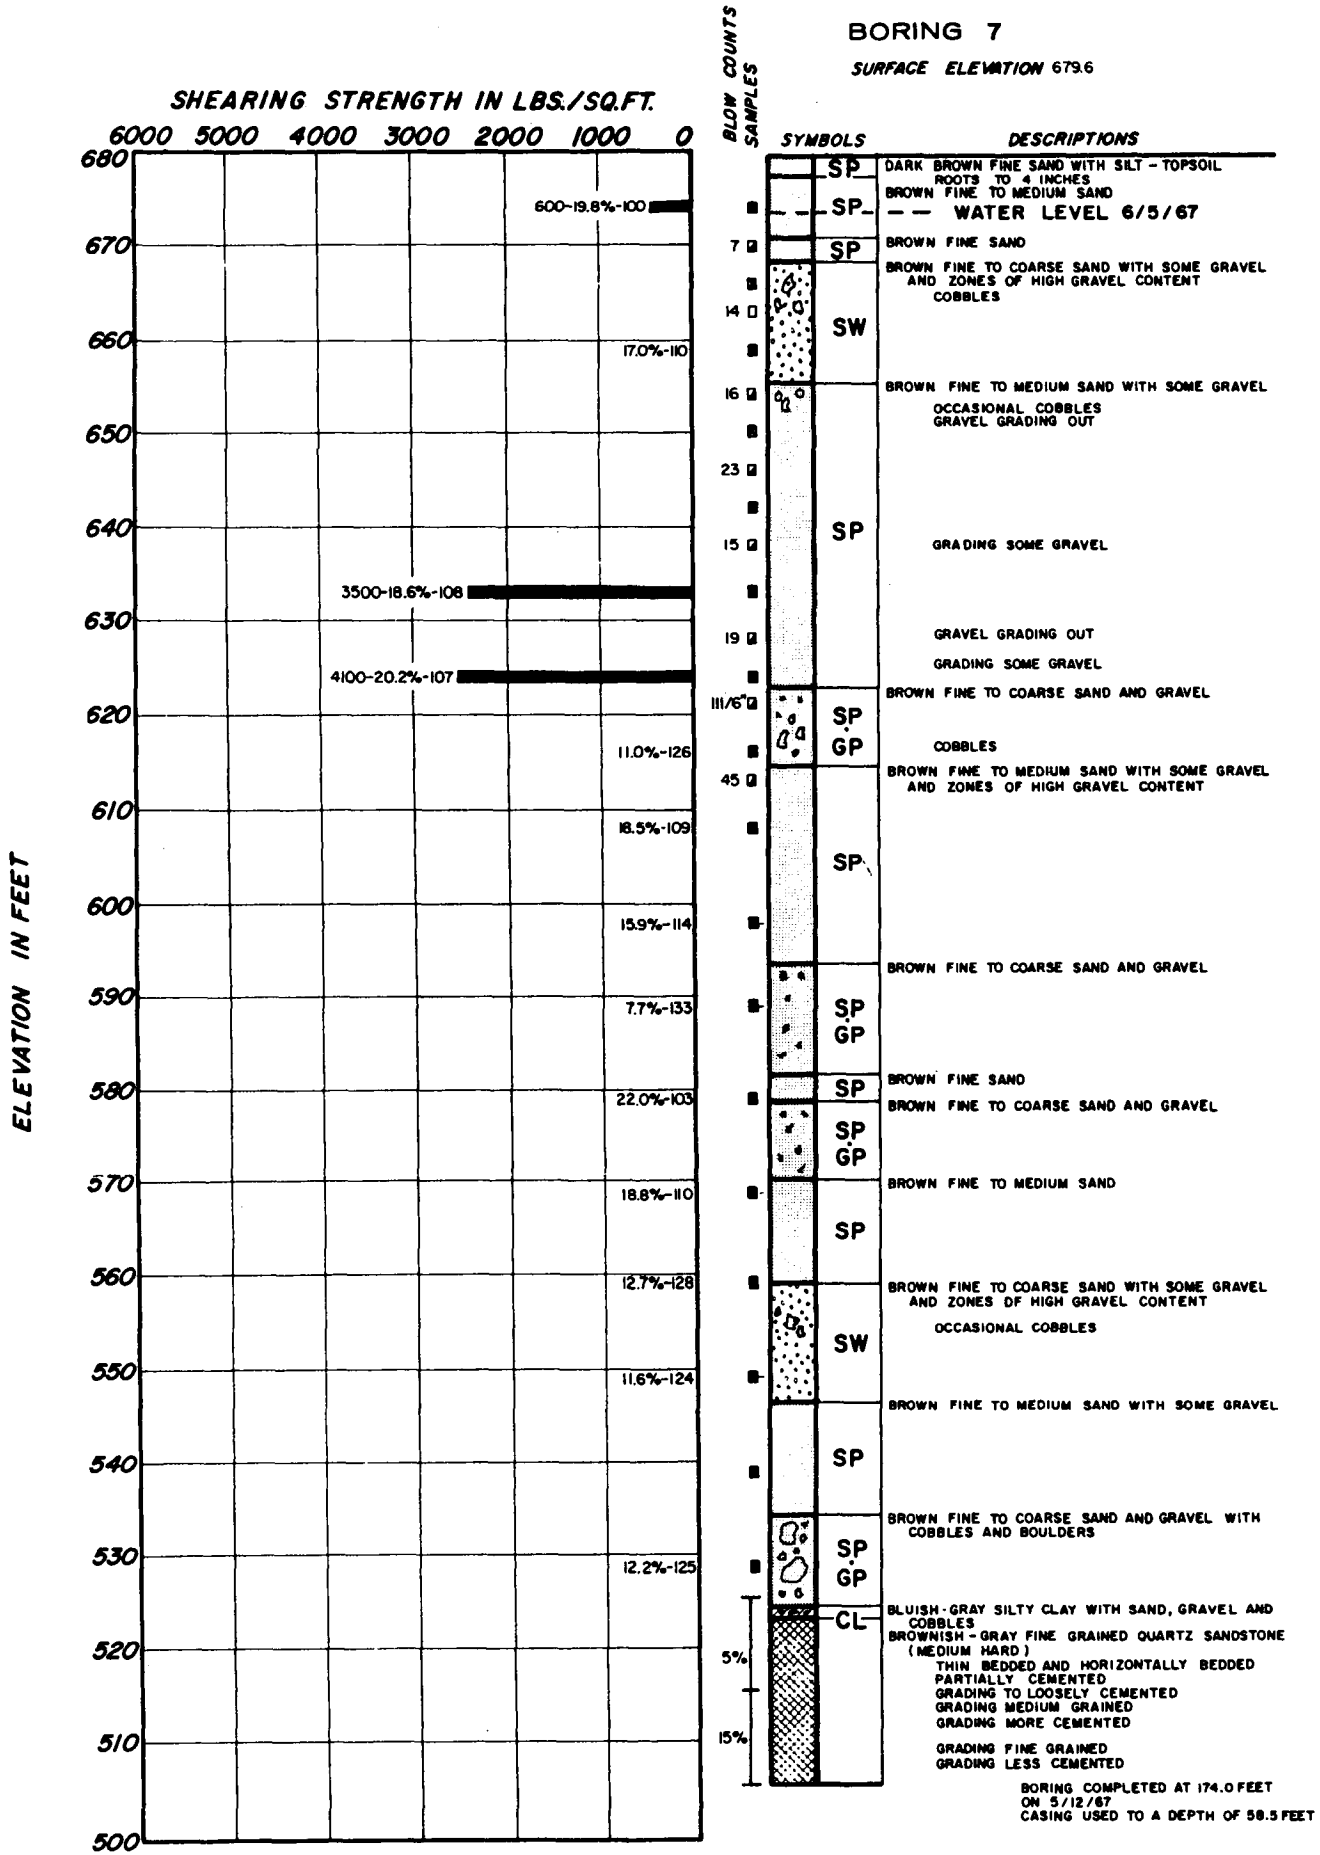 BORING 7
SURFACE ELEVATION 679.6
BLOW COUNTS
SAMPLES
SHEARING STRENGTH IN LBS./SQ.FT.
6000 5000 4000 3000 2000 1000 0
SYMBOLS
DESCRIPTIONS
ELEVATION IN FEET
680
670
660
650
640
630
620
610
600
590
580
570
560
550
540
530
520
510
500
600-19.8%-100
17.0%-110
3500-18.6%-108
4100-20.2%-107
11.0%-126
18.5%-109
15.9%-114
7.7%-133
22.0%-103
18.8%-110
12.7%-128
11.6%-124
12.2%-125
7
14
16
23
15
19
111/6"
45
5%
15%
SP
DARK BROWN FINE SAND WITH SILT - TOPSOIL
ROOTS TO 4 INCHES
BROWN FINE TO MEDIUM SAND
SP
WATER LEVEL 6/5/67
SP
BROWN FINE SAND
BROWN FINE TO COARSE SAND WITH SOME GRAVEL
AND ZONES OF HIGH GRAVEL CONTENT
COBBLES
SW
BROWN FINE TO MEDIUM SAND WITH SOME GRAVEL
OCCASIONAL COBBLES
GRAVEL GRADING OUT
SP
GRADING SOME GRAVEL
GRAVEL GRADING OUT
GRADING SOME GRAVEL
BROWN FINE TO COARSE SAND AND GRAVEL
SP
GP
COBBLES
BROWN FINE TO MEDIUM SAND WITH SOME GRAVEL
AND ZONES OF HIGH GRAVEL CONTENT
SP
BROWN FINE TO COARSE SAND AND GRAVEL
SP
GP
BROWN FINE SAND
SP
BROWN FINE TO COARSE SAND AND GRAVEL
SP
GP
BROWN FINE TO MEDIUM SAND
SP
BROWN FINE TO COARSE SAND WITH SOME GRAVEL
AND ZONES OF HIGH GRAVEL CONTENT
OCCASIONAL COBBLES
SW
BROWN FINE TO MEDIUM SAND WITH SOME GRAVEL
SP
BROWN FINE TO COARSE SAND AND GRAVEL WITH
COBBLES AND BOULDERS
SP
GP
BLUISH-GRAY SILTY CLAY WITH SAND, GRAVEL AND
COBBLES
CL
BROWNISH-GRAY FINE GRAINED QUARTZ SANDSTONE
(MEDIUM HARD)
THIN BEDDED AND HORIZONTALLY BEDDED
PARTIALLY CEMENTED
GRADING TO LOOSELY CEMENTED
GRADING MEDIUM GRAINED
GRADING MORE CEMENTED
GRADING FINE GRAINED
GRADING LESS CEMENTED
BORING COMPLETED AT 174.0 FEET
ON 5/12/67
CASING USED TO A DEPTH OF 58.5 FEET